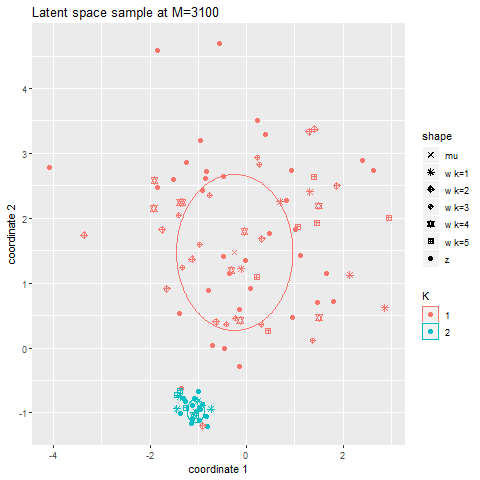 Latent space sample at M=3100
coordinate 2
4
3
2
1
0
-1
-4
-2
0
2
coordinate 1
shape
mu
w k=1
w k=2
w k=3
w k=4
w k=5
z
K
1
2